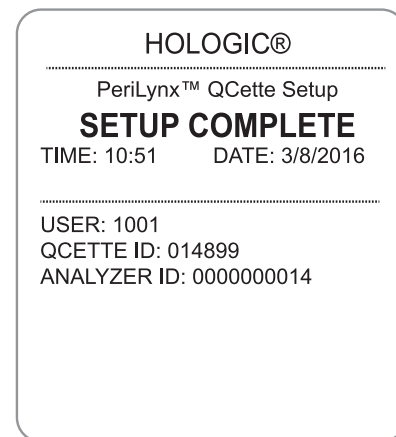 HOLOGIC®
PeriLynx™ QCette Setup
SETUP COMPLETE
TIME: 10:51 DATE: 3/8/2016
USER: 1001
QCETTE ID: 014899
ANALYZER ID: 0000000014